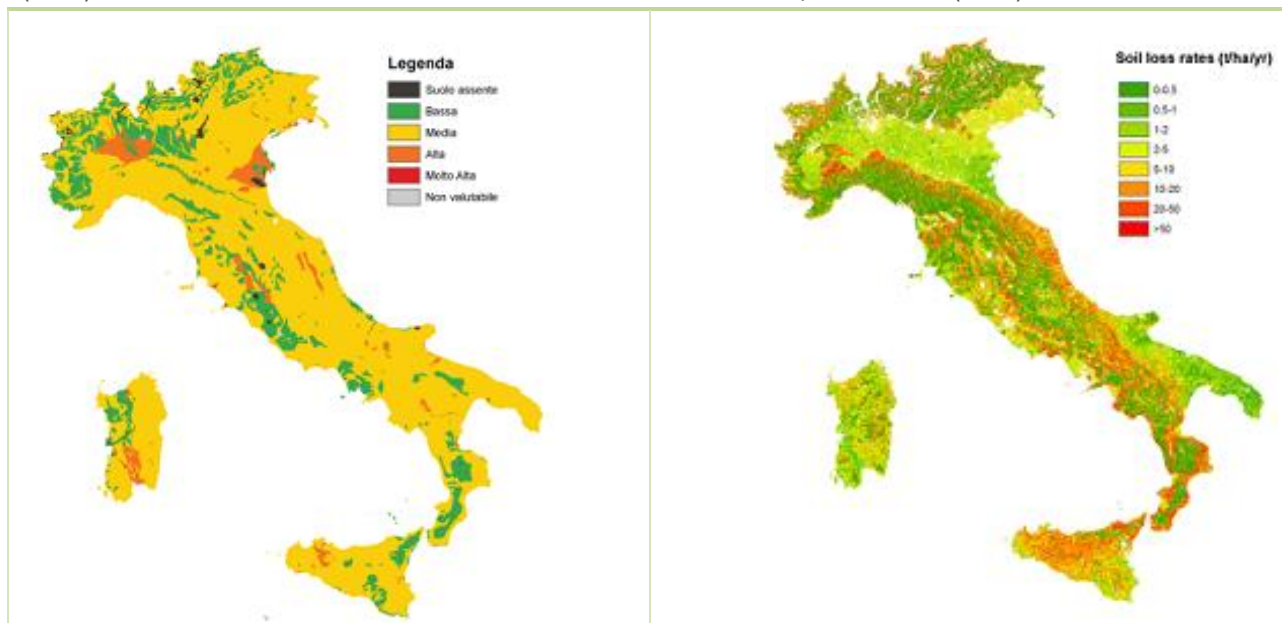 Legenda
Suolo assente
Bassa
Media
Alta
Molto Alta
Non valutabile
Soil loss rates (t/ha/yr)
0-0.5
0.5-1
1-2
2-5
5-10
10-20
20-50
>50